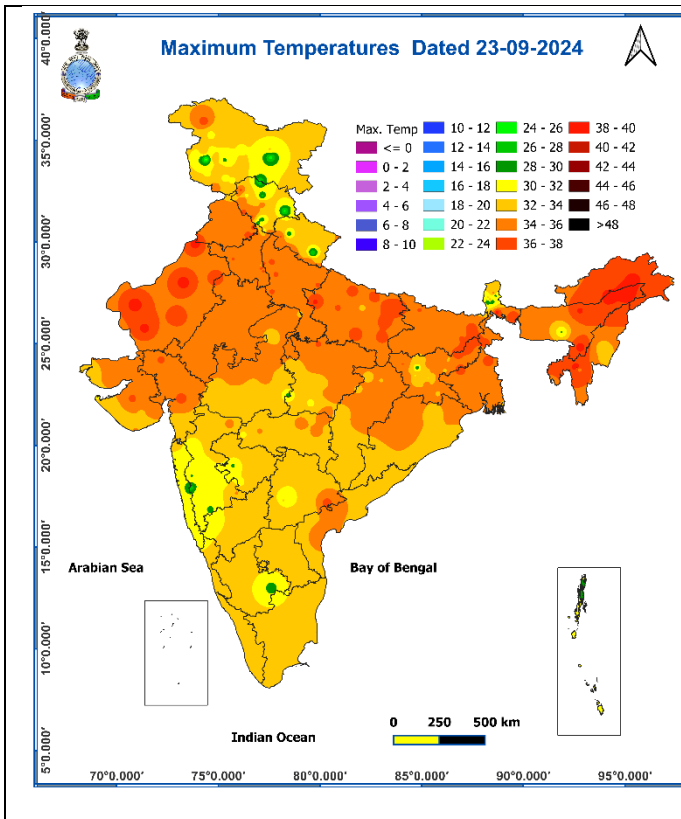 Maximum Temperatures Dated 23-09-2024
Max. Temp
<= 0
0 - 2
2 - 4
4 - 6
6 - 8
8 - 10
10 - 12
12 - 14
14 - 16
16 - 18
18 - 20
20 - 22
22 - 24
24 - 26
26 - 28
28 - 30
30 - 32
32 - 34
34 - 36
36 - 38
38 - 40
40 - 42
42 - 44
44 - 46
46 - 48
>48
40°0.000'
35°0.000'
30°0.000'
25°0.000'
20°0.000'
15°0.000'
10°0.000'
5°0.000'
Arabian Sea
Bay of Bengal
Indian Ocean
0 250 500 km
70°0.000' 75°0.000' 80°0.000' 85°0.000' 90°0.000' 95°0.000'